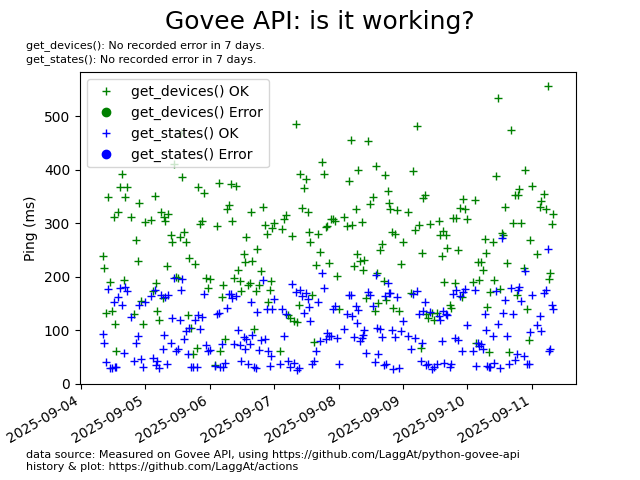 Govee API: is it working?
get_devices(): No recorded error in 7 days.
get_states(): No recorded error in 7 days.
get_devices() OK
get_devices() Error
get_states() OK
get_states() Error
Ping (ms)
500
400
300
200
100
0
2025-09-04
2025-09-05
2025-09-06
2025-09-07
2025-09-08
2025-09-09
2025-09-10
2025-09-11
data source: Measured on Govee API, using https://github.com/LaggAt/python-govee-api
history & plot: https://github.com/LaggAt/actions